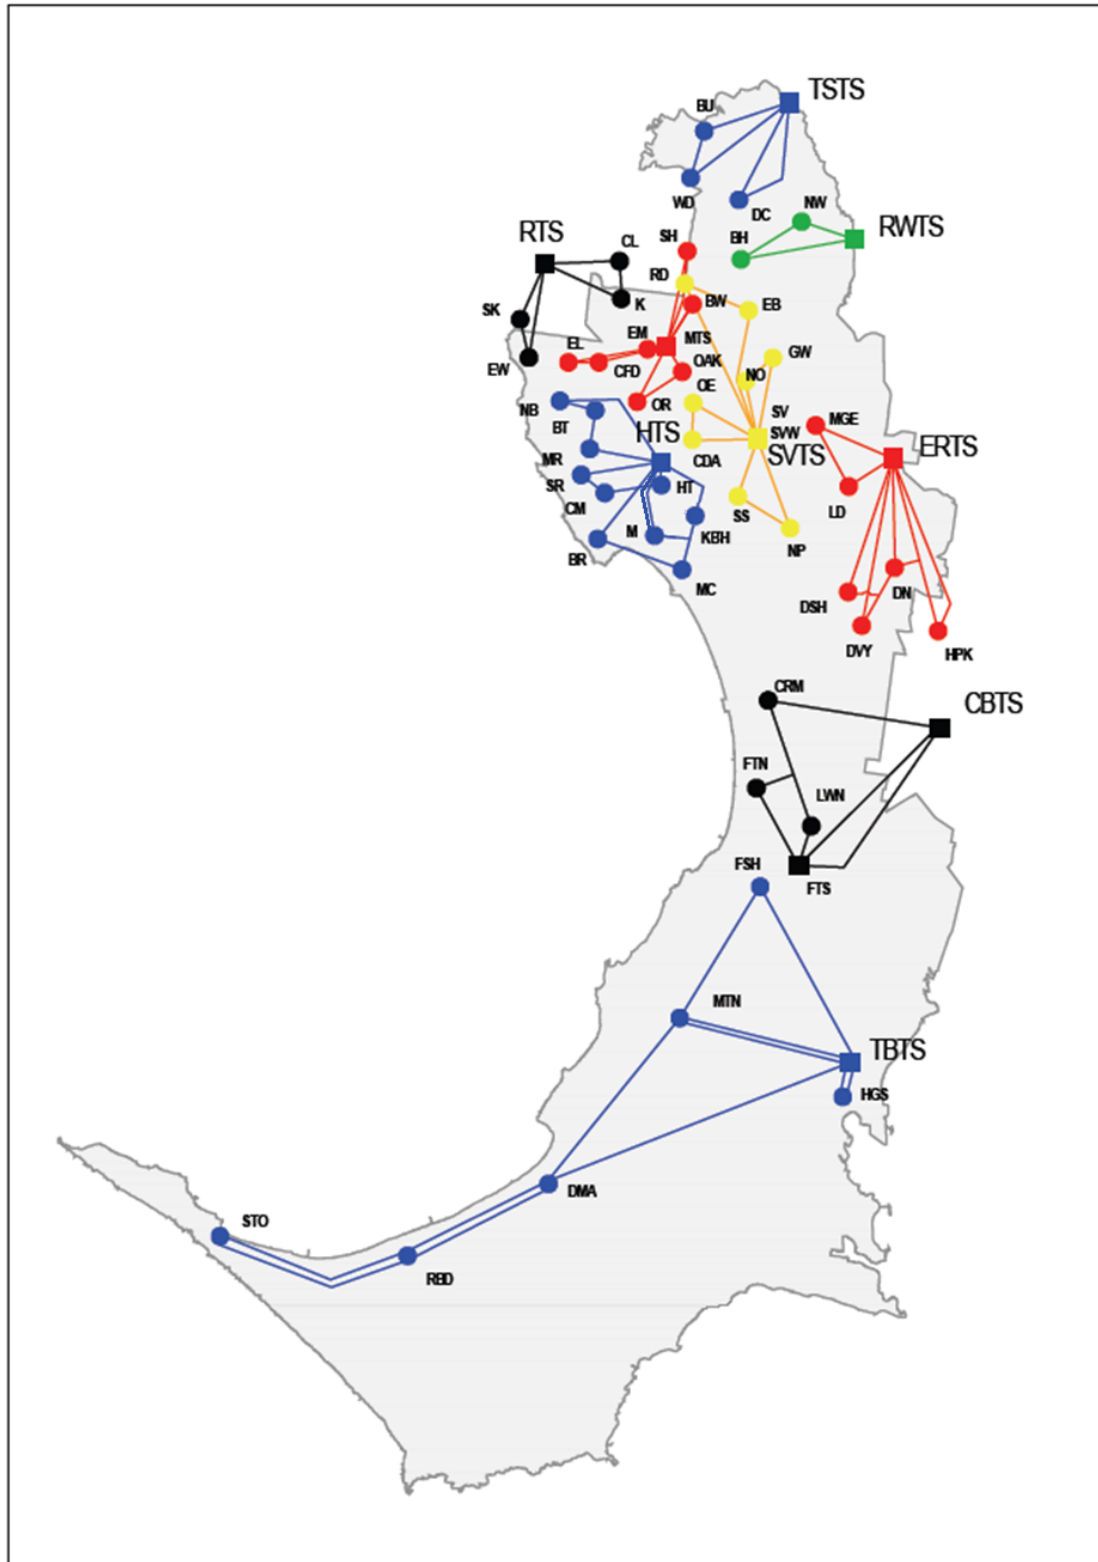 TSTS
BU
WD
DC
NW
RWTS
BH
SH
RTS
CL
RD
K
BW
EB
SK
EM
MTS
EL
GW
EW
CFD
OAK
NO
OE
NB
OR
SV
MGE
BT
HTS
SVW
ERTS
CDA
SVTS
MR
SR
HT
CM
LD
SS
M
KBH
NP
BR
MC
DN
DSH
DVY
HPK
CRM
CBTS
FTN
LWN
FSH
FTS
MTN
TBTS
HGS
DMA
STO
RBD